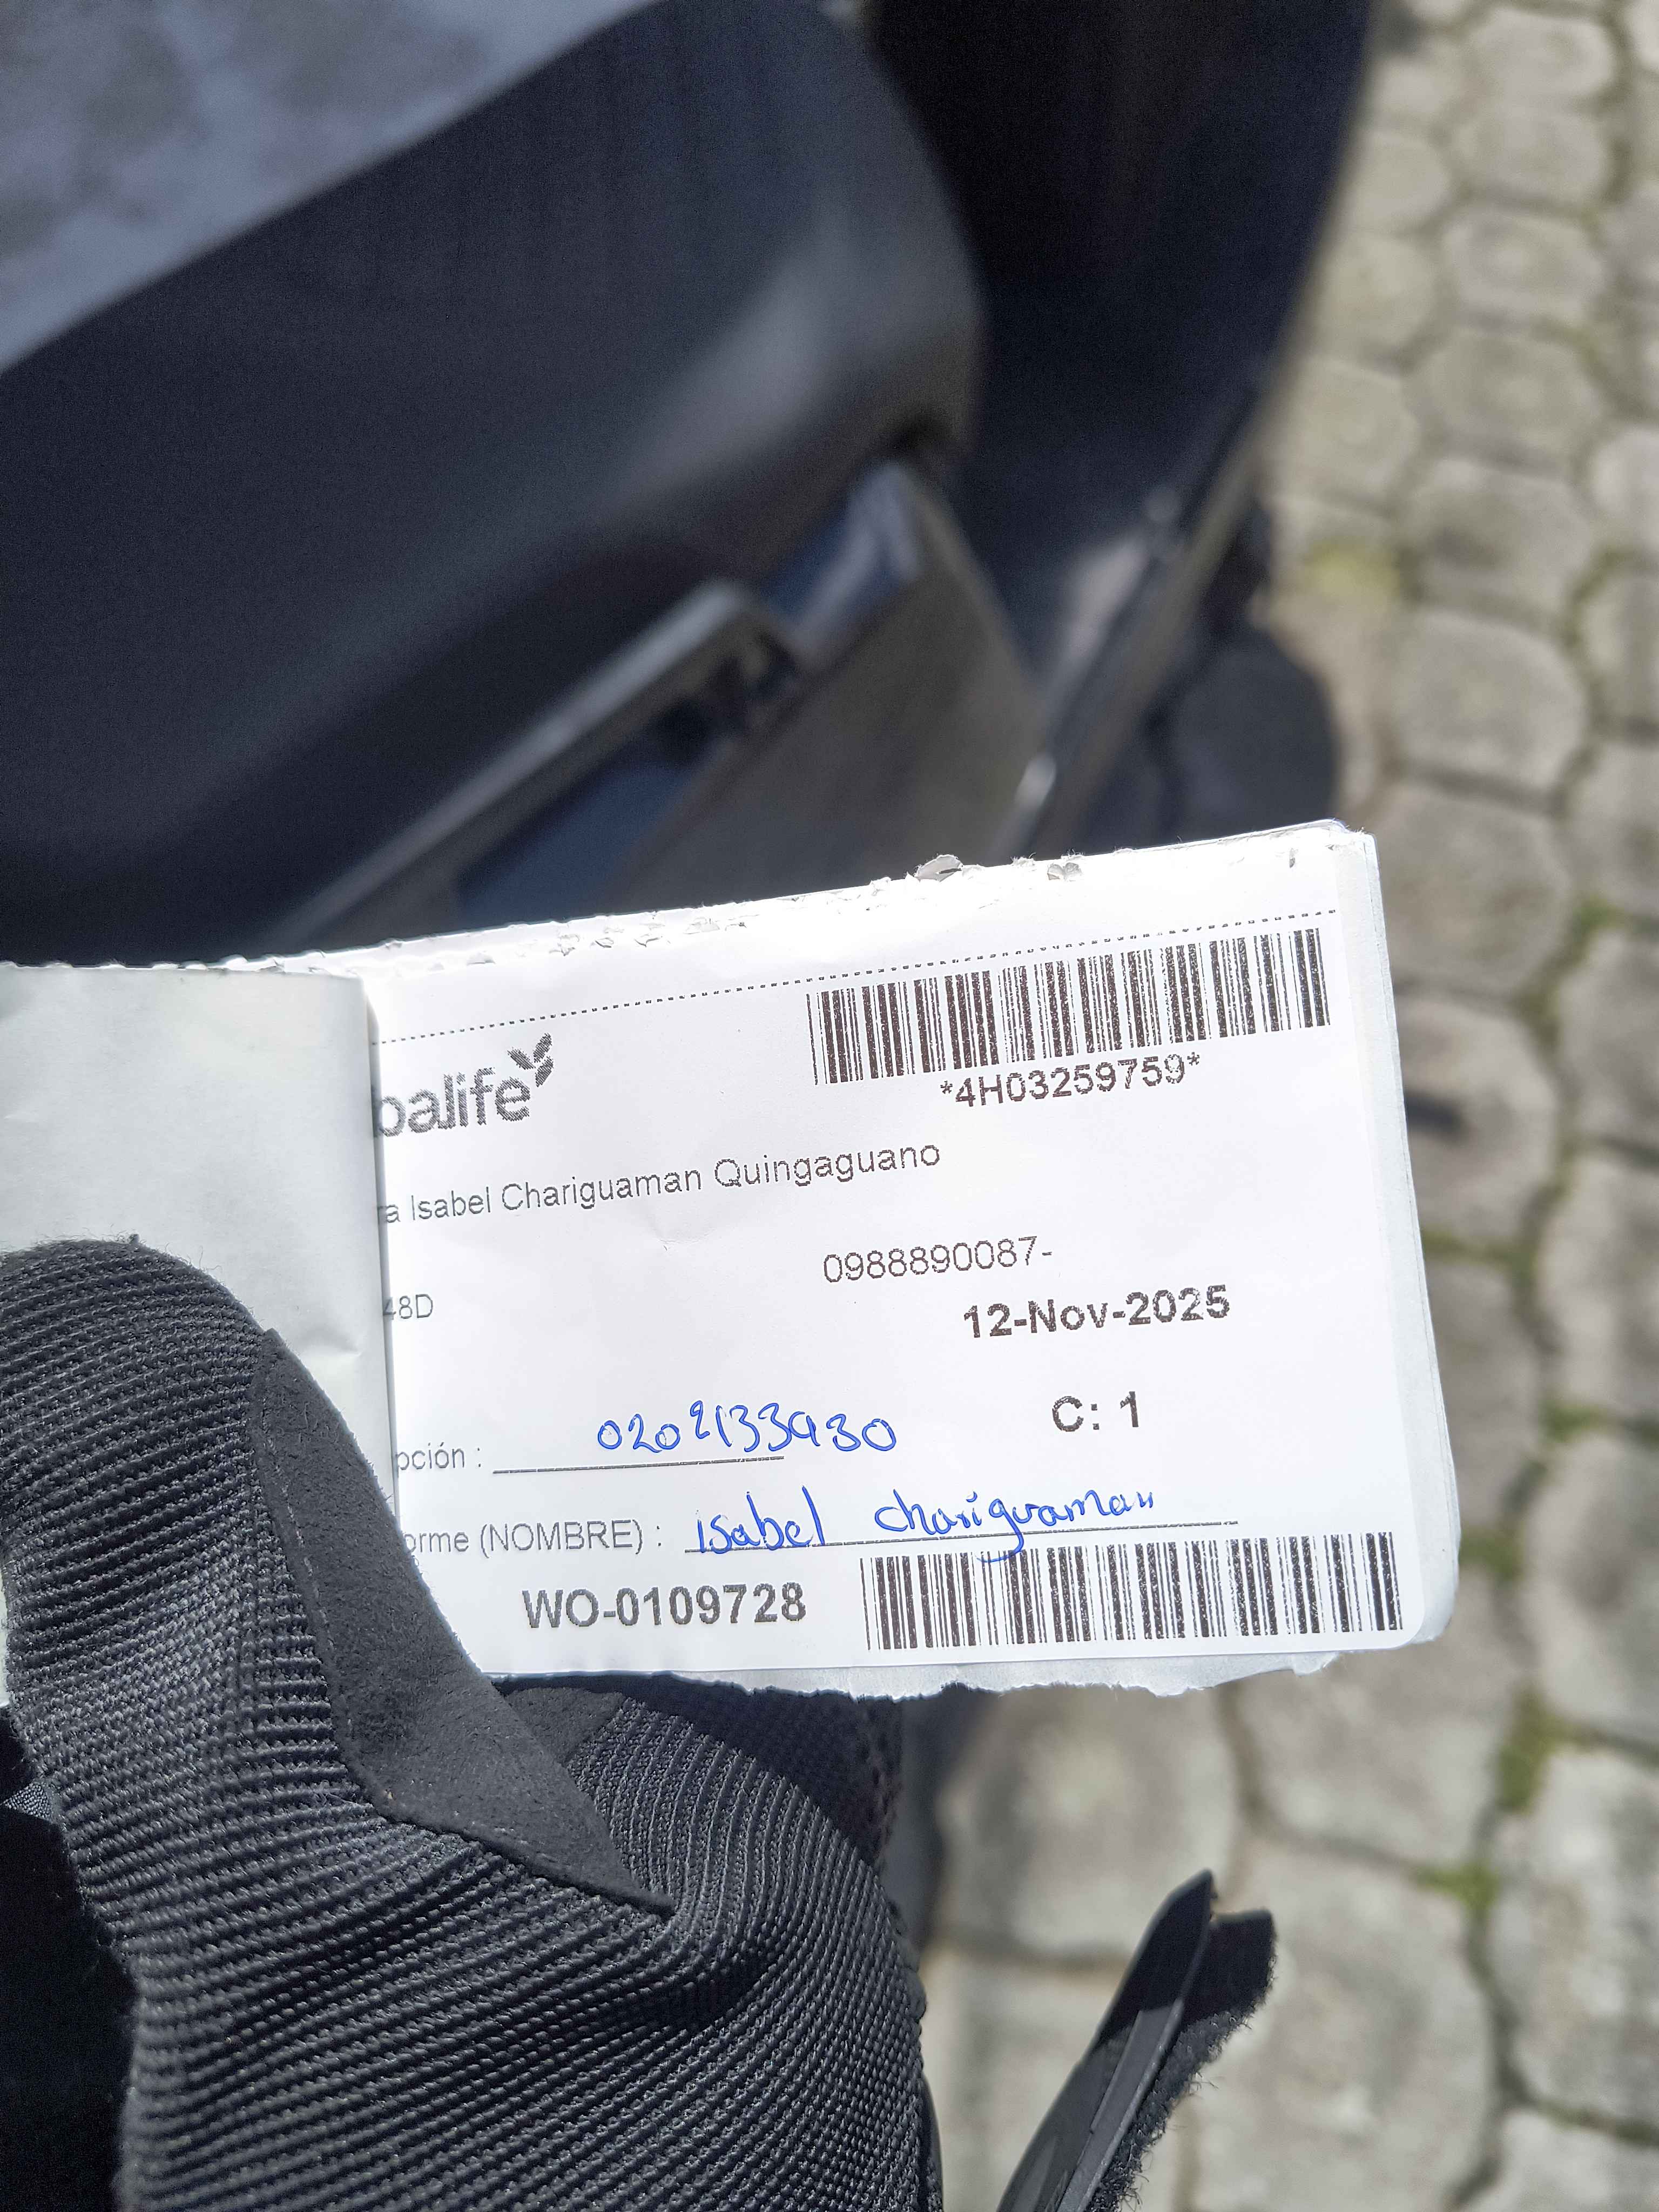 balife
*4H03259759*
ra Isabel Chariguaman Quingaguano
0988890087-
48D
12-Nov-2025
C: 1
pción : 0202133930
orme (NOMBRE) : Isabel chariguaman
WO-0109728